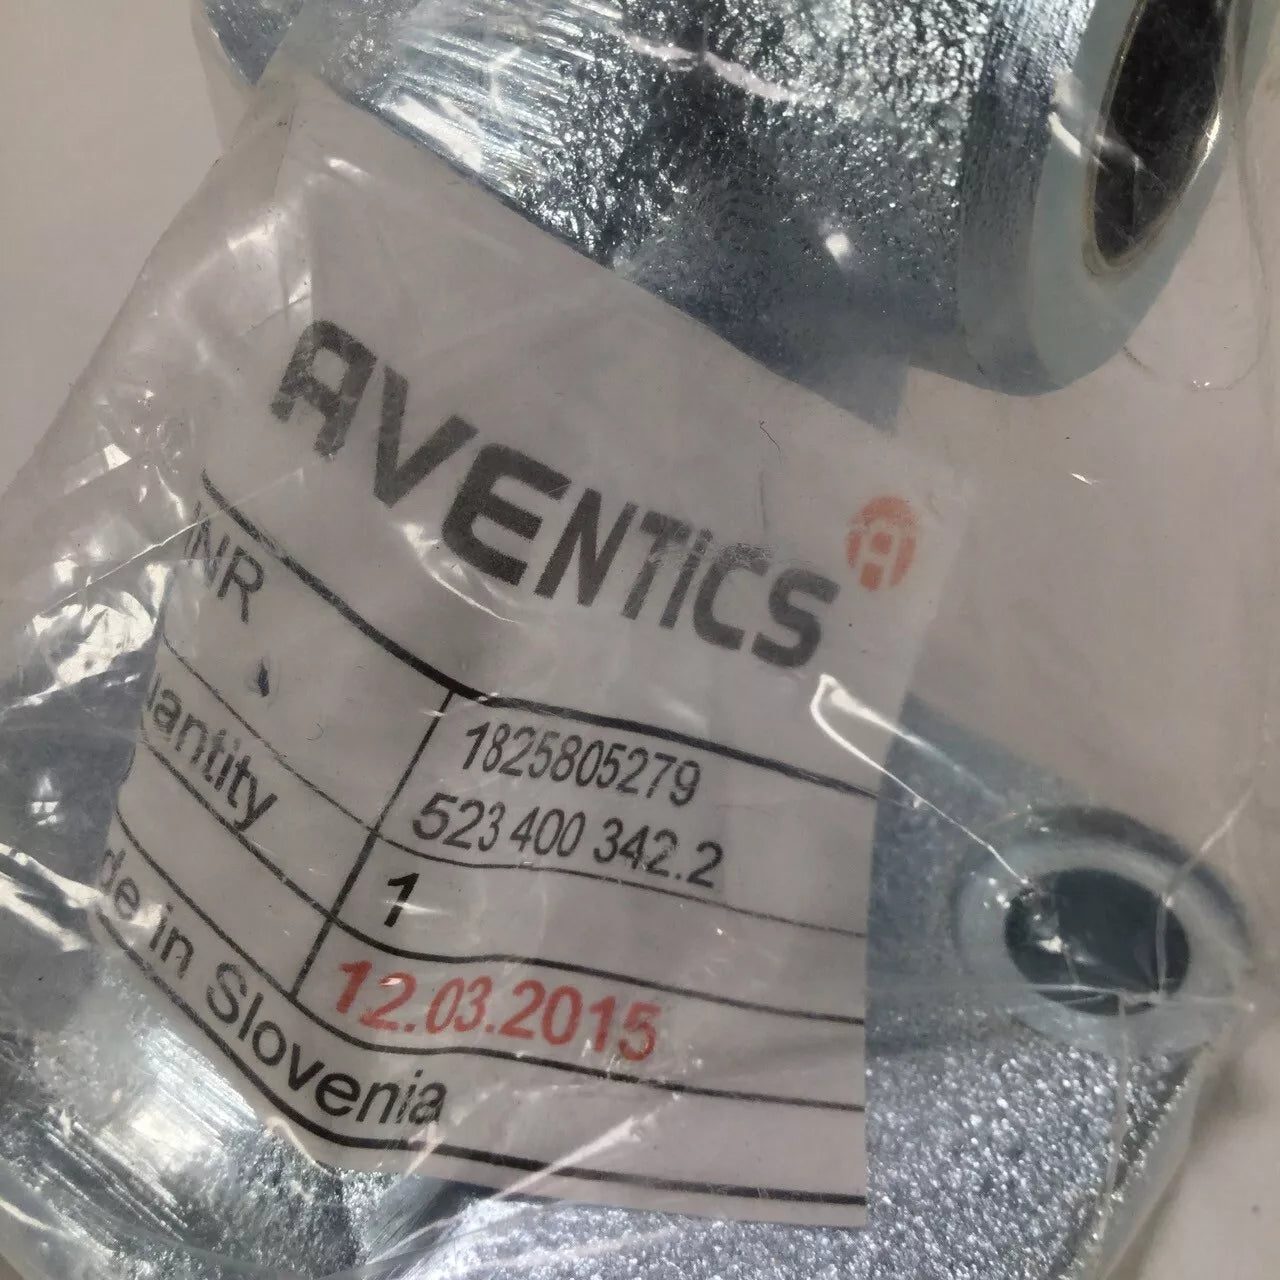 AVENTICS
NR
1825805279
523 400 342.2
uantity
1
12.03.2015
de in Slovenia